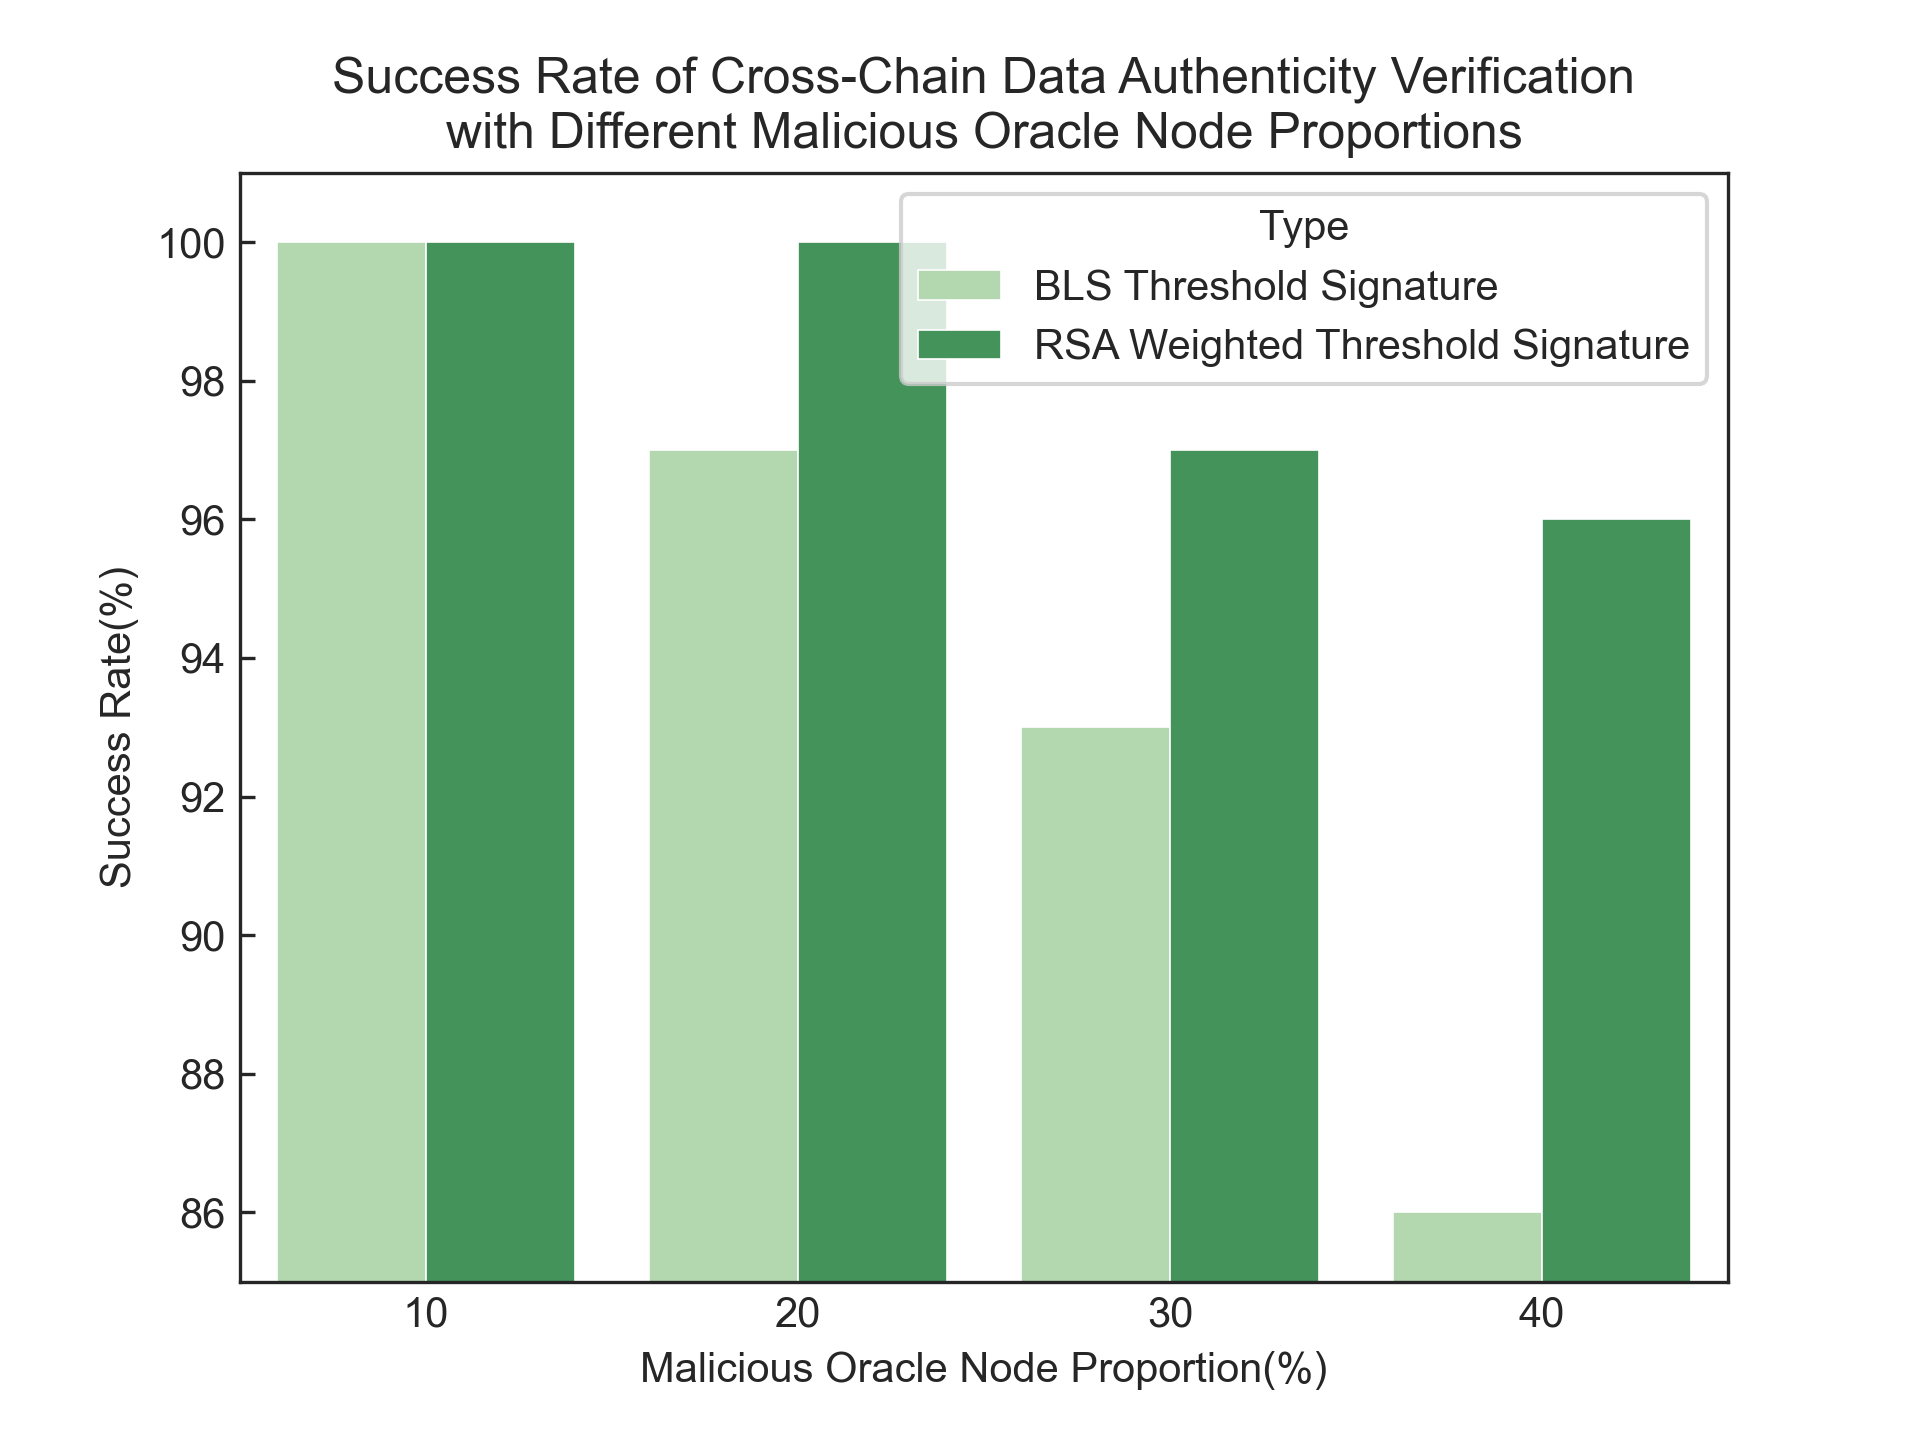 Success Rate of Cross-Chain Data Authenticity Verification
with Different Malicious Oracle Node Proportions
Type
BLS Threshold Signature
RSA Weighted Threshold Signature
Success Rate(%)
100
98
96
94
92
90
88
86
10
20
30
40
Malicious Oracle Node Proportion(%)